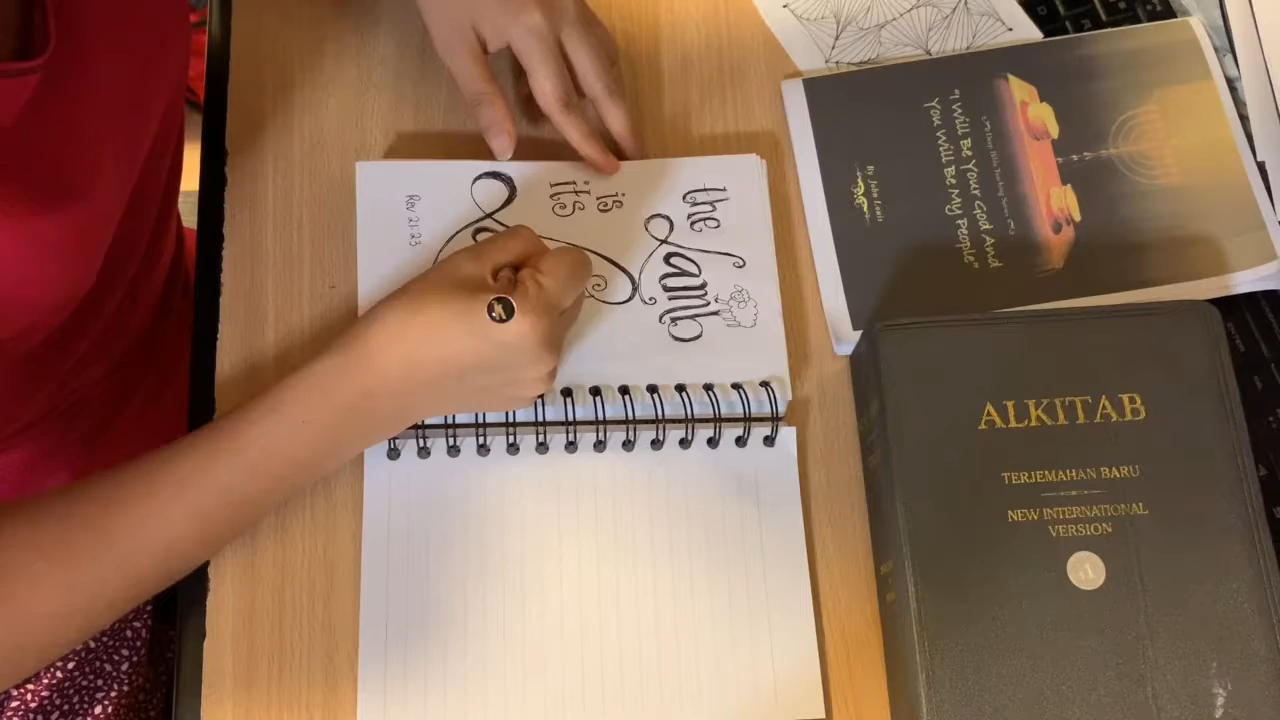 the
Lamb
is
its
Rev 21:23
"I Will Be Your God And
You Will Be My People"
By John Louis
ALKITAB
TERJEMAHAN BARU
NEW INTERNATIONAL
VERSION